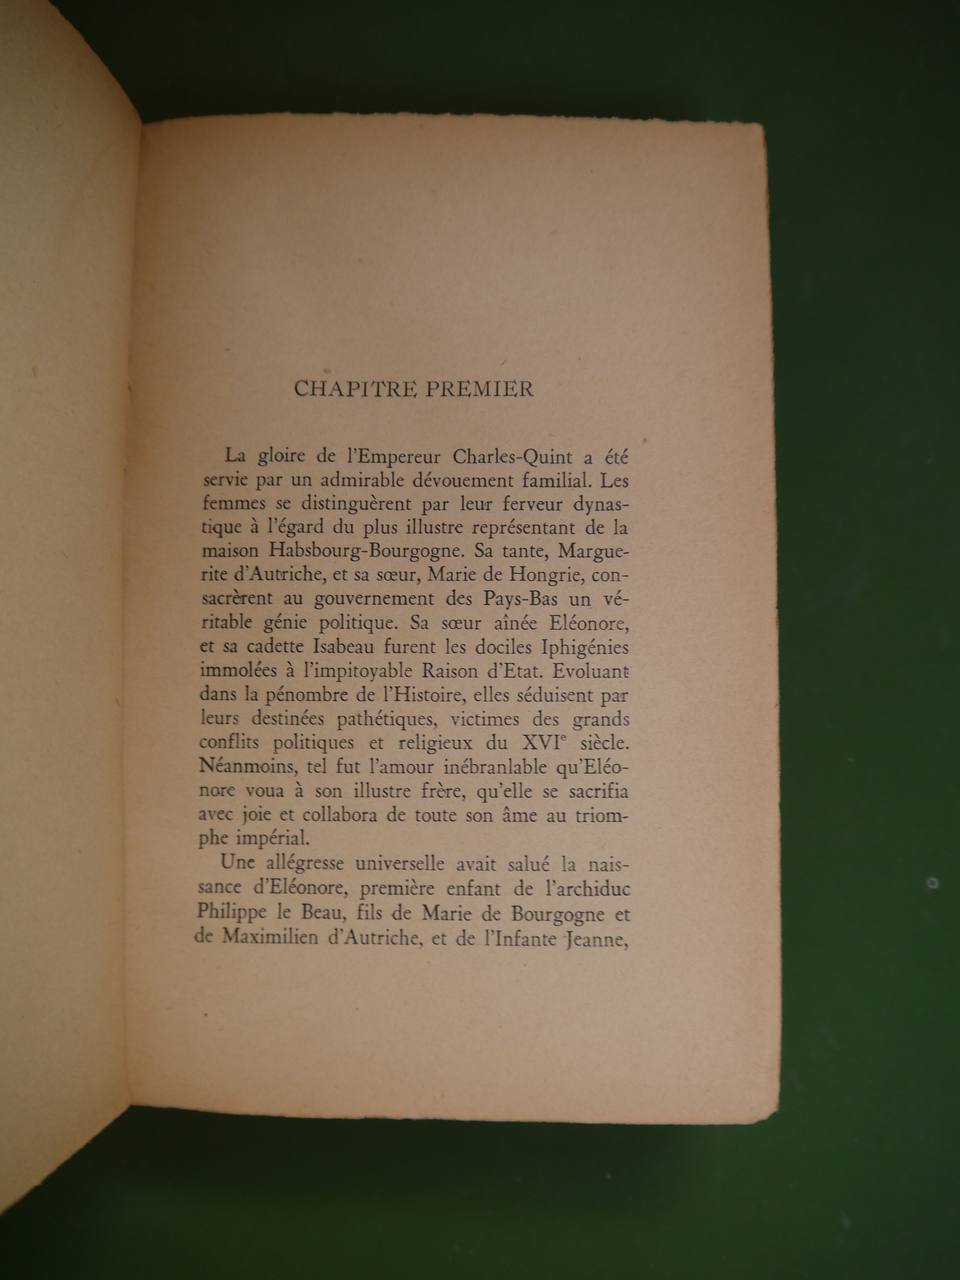 CHAPITRE PREMIER
La gloire de l'Empereur Charles-Quint a été
servie par un admirable dévouement familial. Les
femmes se distinguèrent par leur ferveur dynas-
tique à l'égard du plus illustre représentant de la
maison Habsbourg-Bourgogne. Sa tante, Margue-
rite d'Autriche, et sa sœur, Marie de Hongrie, con-
sacrèrent au gouvernement des Pays-Bas un vé-
ritable génie politique. Sa sœur aînée Eléonore,
et sa cadette Isabeau furent les dociles Iphigénies
immolées à l'impitoyable Raison d'Etat. Evoluant
dans la pénombre de l'Histoire, elles séduisent par
leurs destinées pathétiques, victimes des grands
conflits politiques et religieux du XVIe siècle.
Néanmoins, tel fut l'amour inébranlable qu'Eléo-
nore voua à son illustre frère, qu'elle se sacrifia
avec joie et collabora de toute son âme au triom-
phe impérial.
Une allégresse universelle avait salué la nais-
sance d'Eléonore, première enfant de l'archiduc
Philippe le Beau, fils de Marie de Bourgogne et
de Maximilien d'Autriche, et de l'Infante Jeanne,